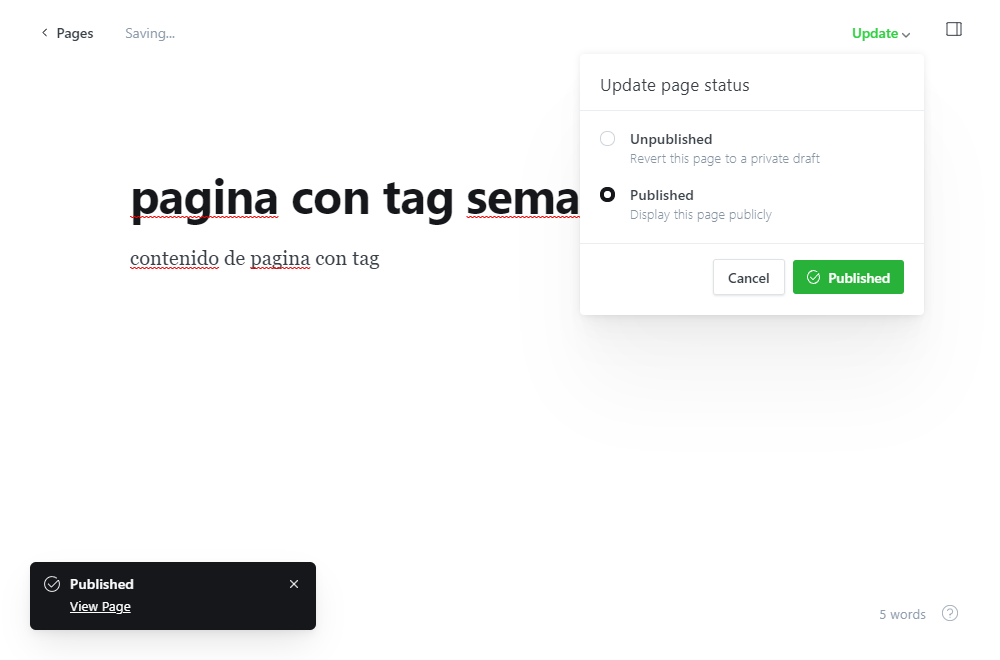 Pages
Saving...
Update
Update page status
Unpublished
Revert this page to a private draft
Published
Display this page publicly
Cancel
Published
pagina con tag sema
contenido de pagina con tag
Published
View Page
5 words
?